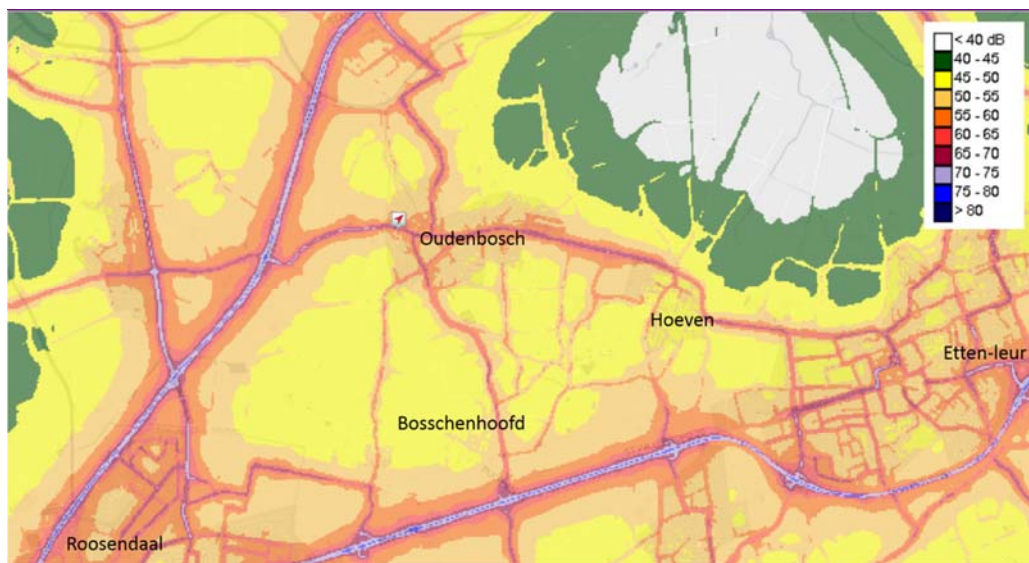 < 40 dB
40 - 45
45 - 50
50 - 55
55 - 60
60 - 65
65 - 70
70 - 75
75 - 80
> 80
Oudenbosch
Hoeven
Etten-leur
Bosschenhoofd
Roosendaal